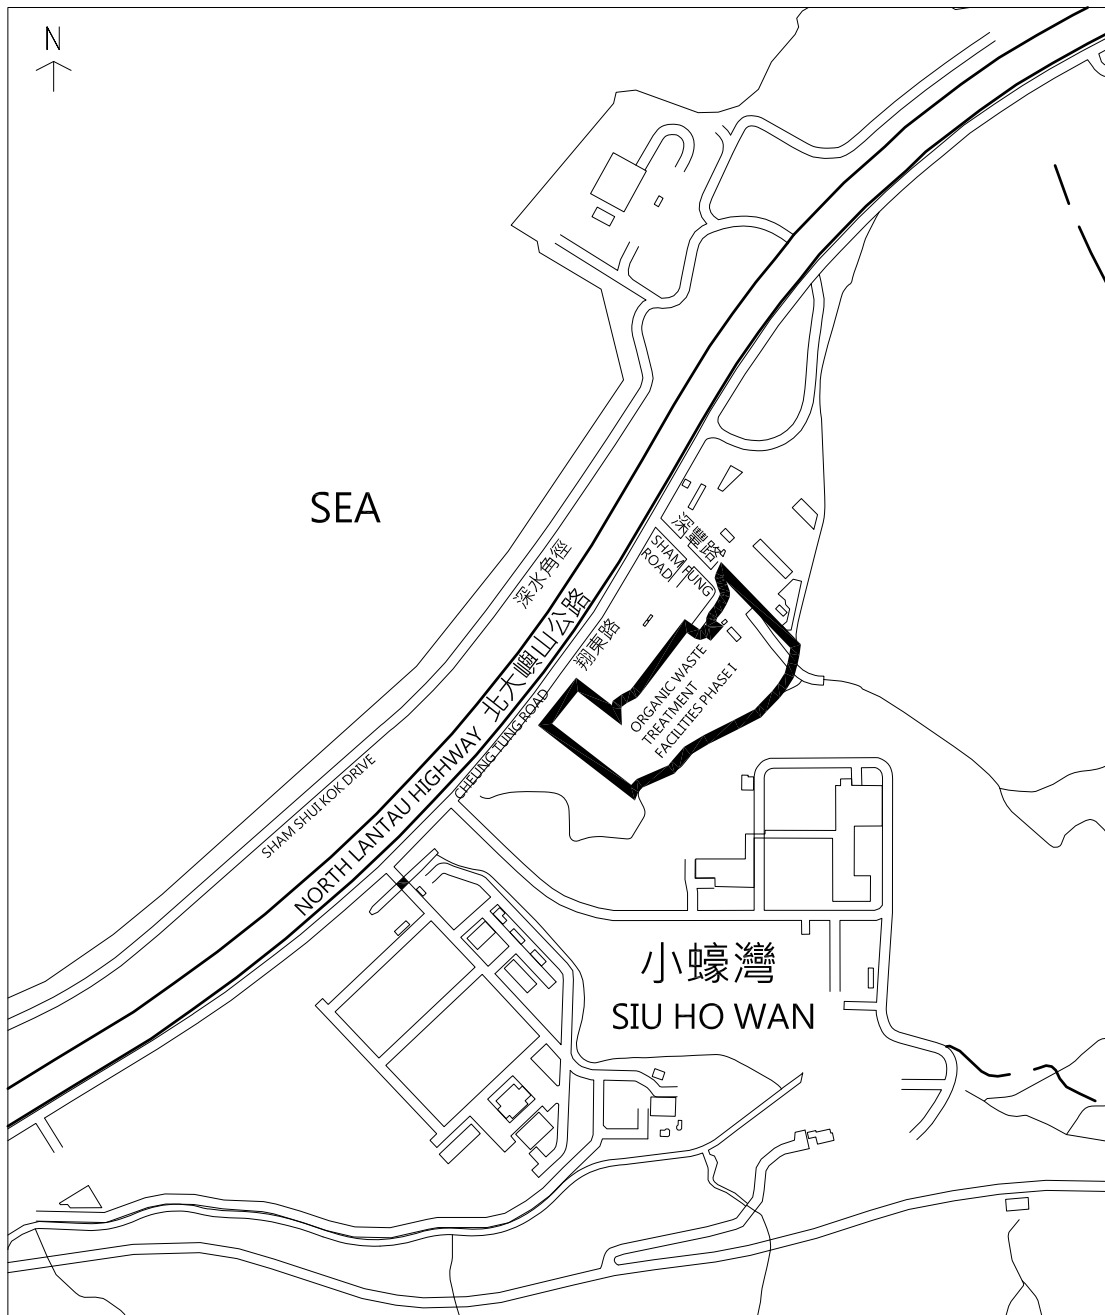 N
SEA
深水角徑
SHAM SHUI KOK DRIVE
北大嶼山公路
NORTH LANTAU HIGHWAY
翔東路
CHEUNG TUNG ROAD
深豐路
SHAM FUNG
ROAD
ORGANIC WASTE
TREATMENT
FACILITIES PHASE I
小蠔灣
SIU HO WAN